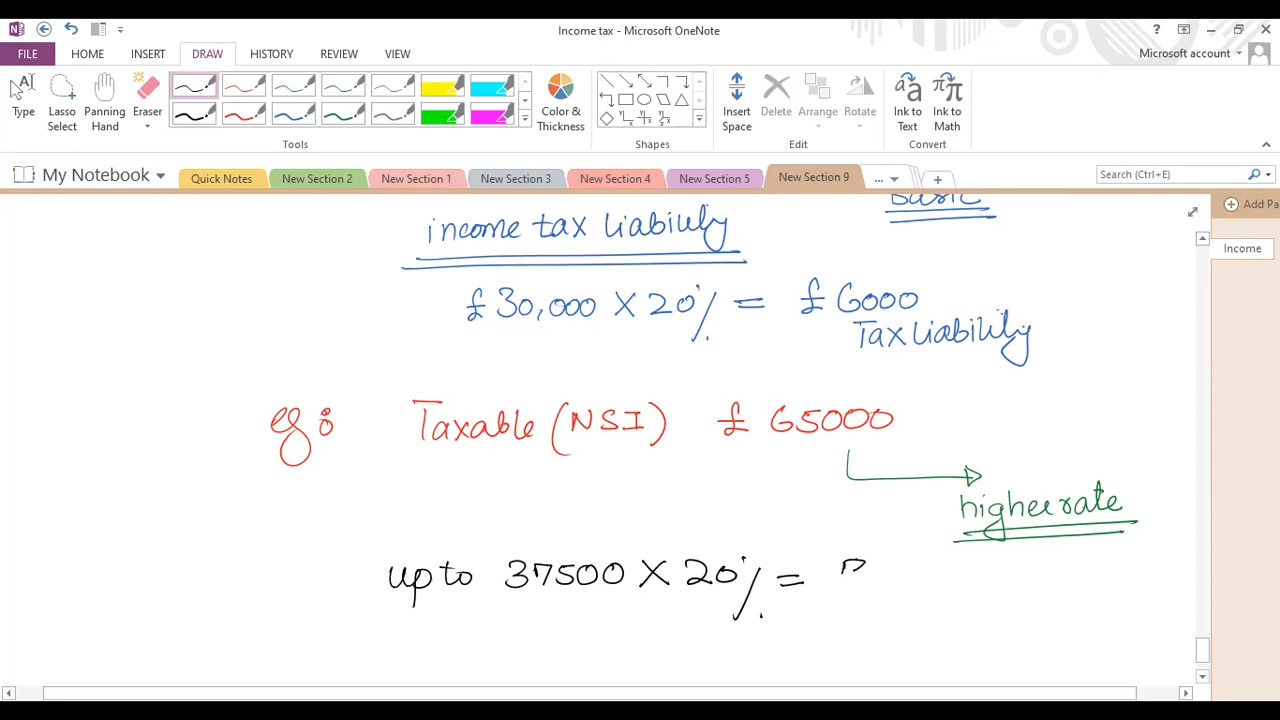 Income tax - Microsoft OneNote
FILE HOME INSERT DRAW HISTORY REVIEW VIEW Microsoft account
Type Lasso Select Panning Hand Eraser Color & Thickness Insert Space Delete Arrange Rotate Ink to Text Ink to Math
Tools Shapes Edit Convert
My Notebook Quick Notes New Section 2 New Section 1 New Section 3 New Section 4 New Section 5 New Section 9 ... + Search (Ctrl+E)
Add Pa
Income
Basic
income tax liability
£30,000 X 20% = £6000
Tax liability
eg: Taxable (NSI) £ 65000
higher rate
upto 37500 X 20% =